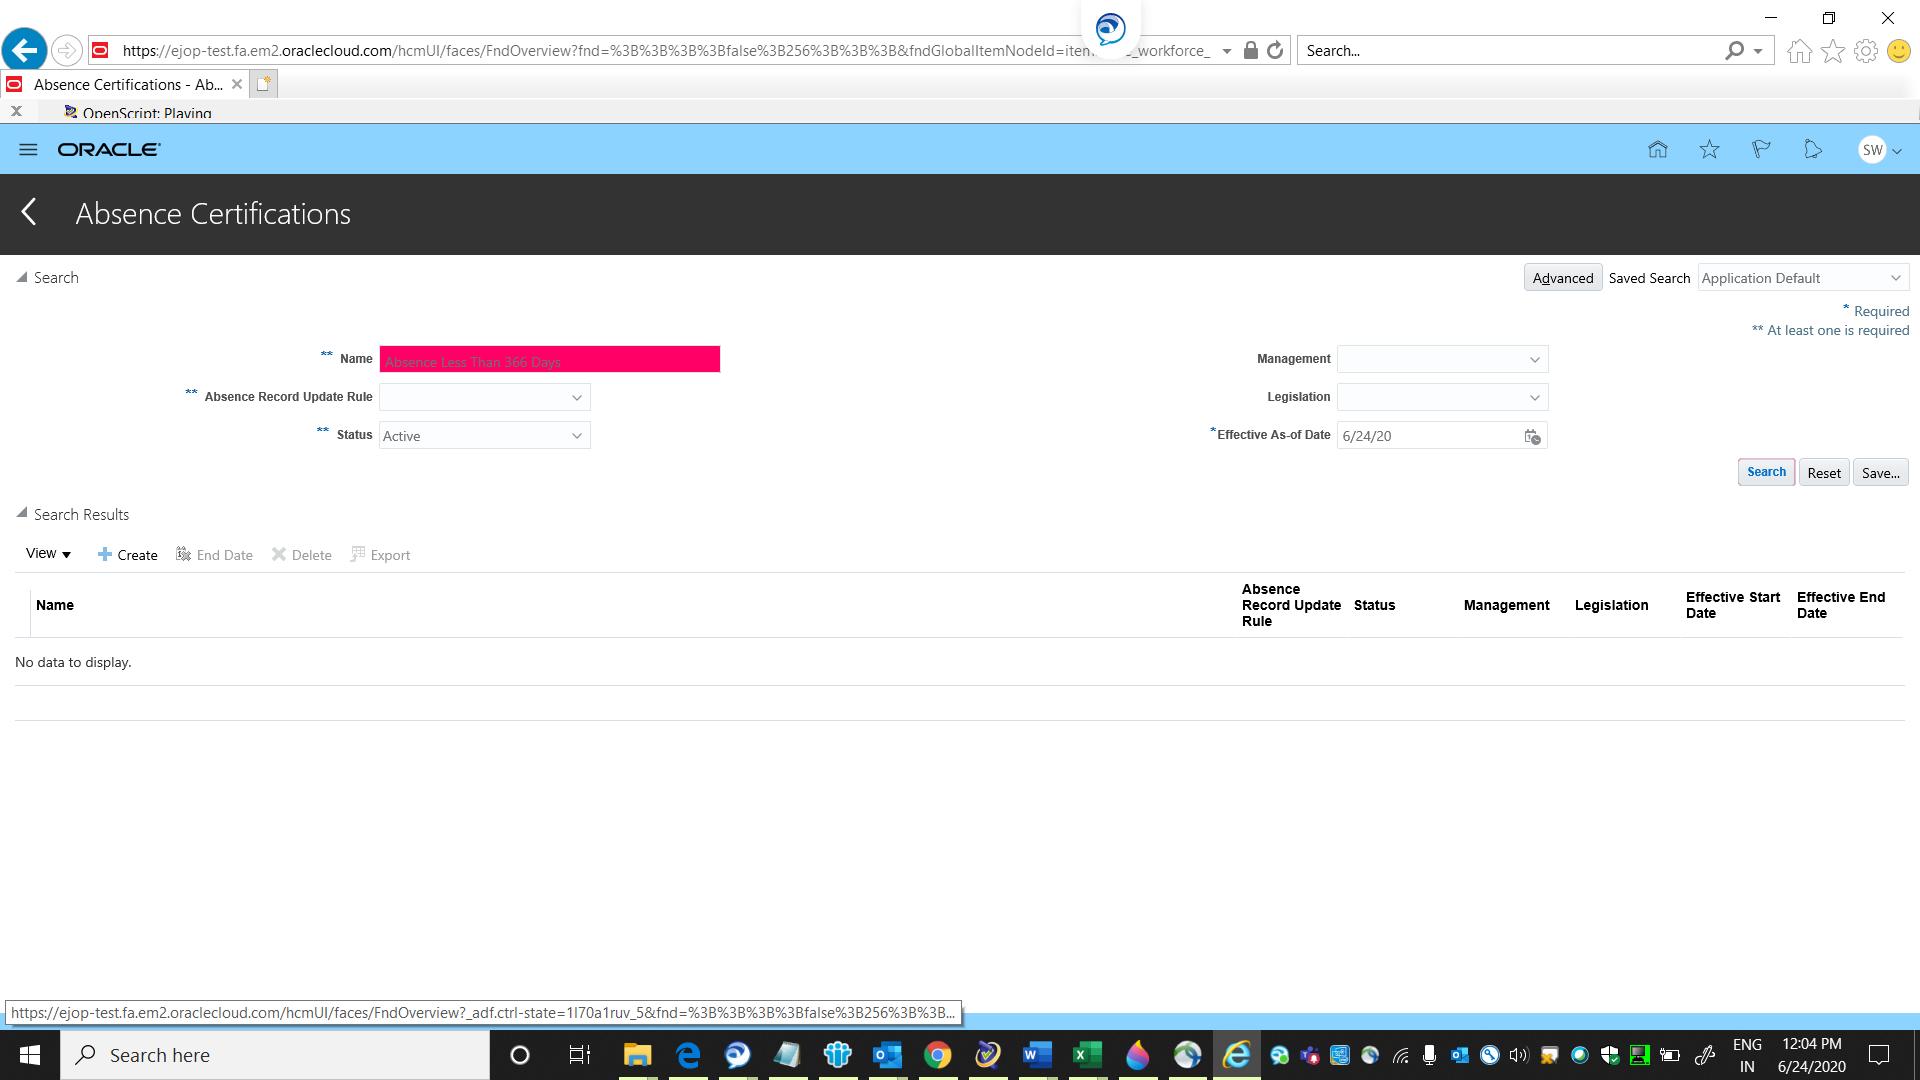 https://ejop-test.fa.em2.oraclecloud.com/hcmUI/faces/FndOverview?fnd=%3B%3B%3B%3Bfalse%3B256%3B%3B%3B&fndGlobalItemNodeId=item _workforce_
Search...
Absence Certifications - Ab...
OpenScript: Playing
ORACLE
SW
Absence Certifications
Search
Advanced Saved Search Application Default
* Required
** At least one is required
** Name Absence Less Than 366 Days
Management
** Absence Record Update Rule
Legislation
** Status Active
*Effective As-of Date 6/24/20
Search Reset Save...
Search Results
View Create End Date Delete Export
Name
Absence Record Update Rule
Status
Management
Legislation
Effective Start Date
Effective End Date
No data to display.
https://ejop-test.fa.em2.oraclecloud.com/hcmUI/faces/FndOverview?_adf.ctrl-state=1l70a1ruv_5&fnd=%3B%3B%3B%3Bfalse%3B256%3B%3B...
Search here
ENG
IN
12:04 PM
6/24/2020